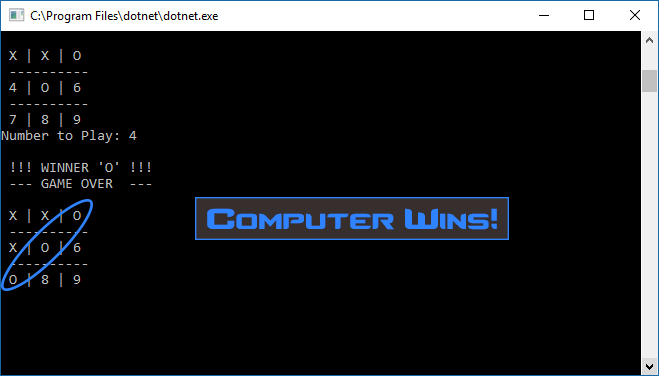 C:\Program Files\dotnet\dotnet.exe
X | X | O
----------
4 | O | 6
----------
7 | 8 | 9
Number to Play: 4
!!! WINNER 'O' !!!
--- GAME OVER  ---
X | X | O
----------
X | O | 6
----------
O | 8 | 9
Computer Wins!